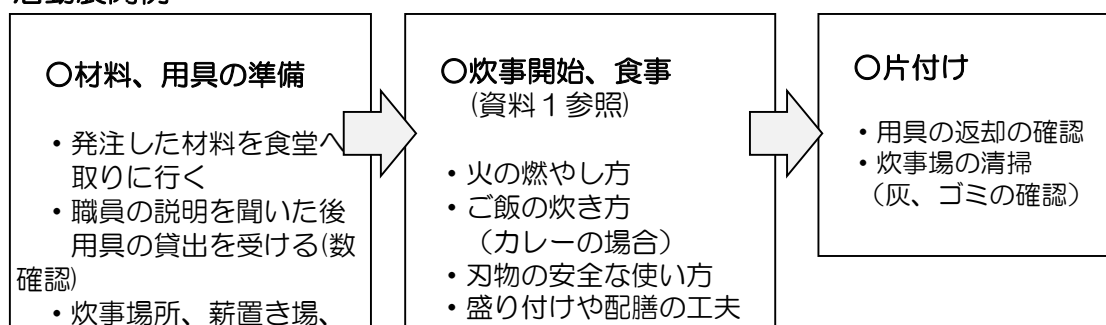 〇材料、用具の準備
・発注した材料を食堂へ
取りに行く
・職員の説明を聞いた後
用具の貸出を受ける(数
確認)
・炊事場所、薪置き場、
〇炊事開始、食事
(資料1参照)
・火の燃やし方
・ご飯の炊き方
(カレーの場合)
・刃物の安全な使い方
・盛り付けや配膳の工夫
〇片付け
・用具の返却の確認
・炊事場の清掃
(灰、ゴミの確認)